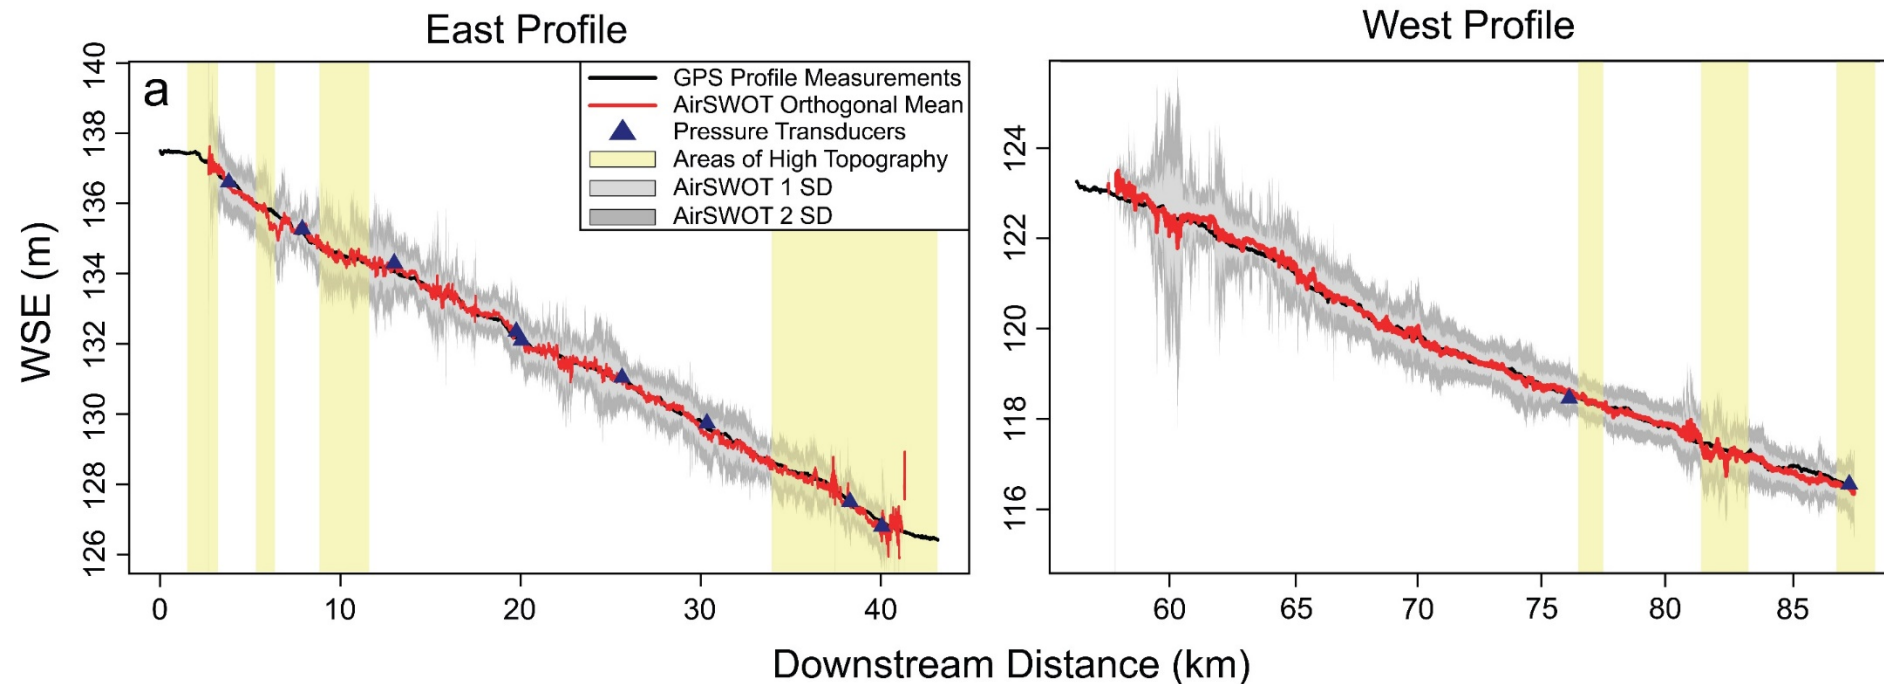 East Profile
West Profile
a
GPS Profile Measurements
AirSWOT Orthogonal Mean
Pressure Transducers
Areas of High Topography
AirSWOT 1 SD
AirSWOT 2 SD
WSE (m)
140
138
136
134
132
130
128
126
0 10 20 30 40
124
122
120
118
116
60 65 70 75 80 85
Downstream Distance (km)